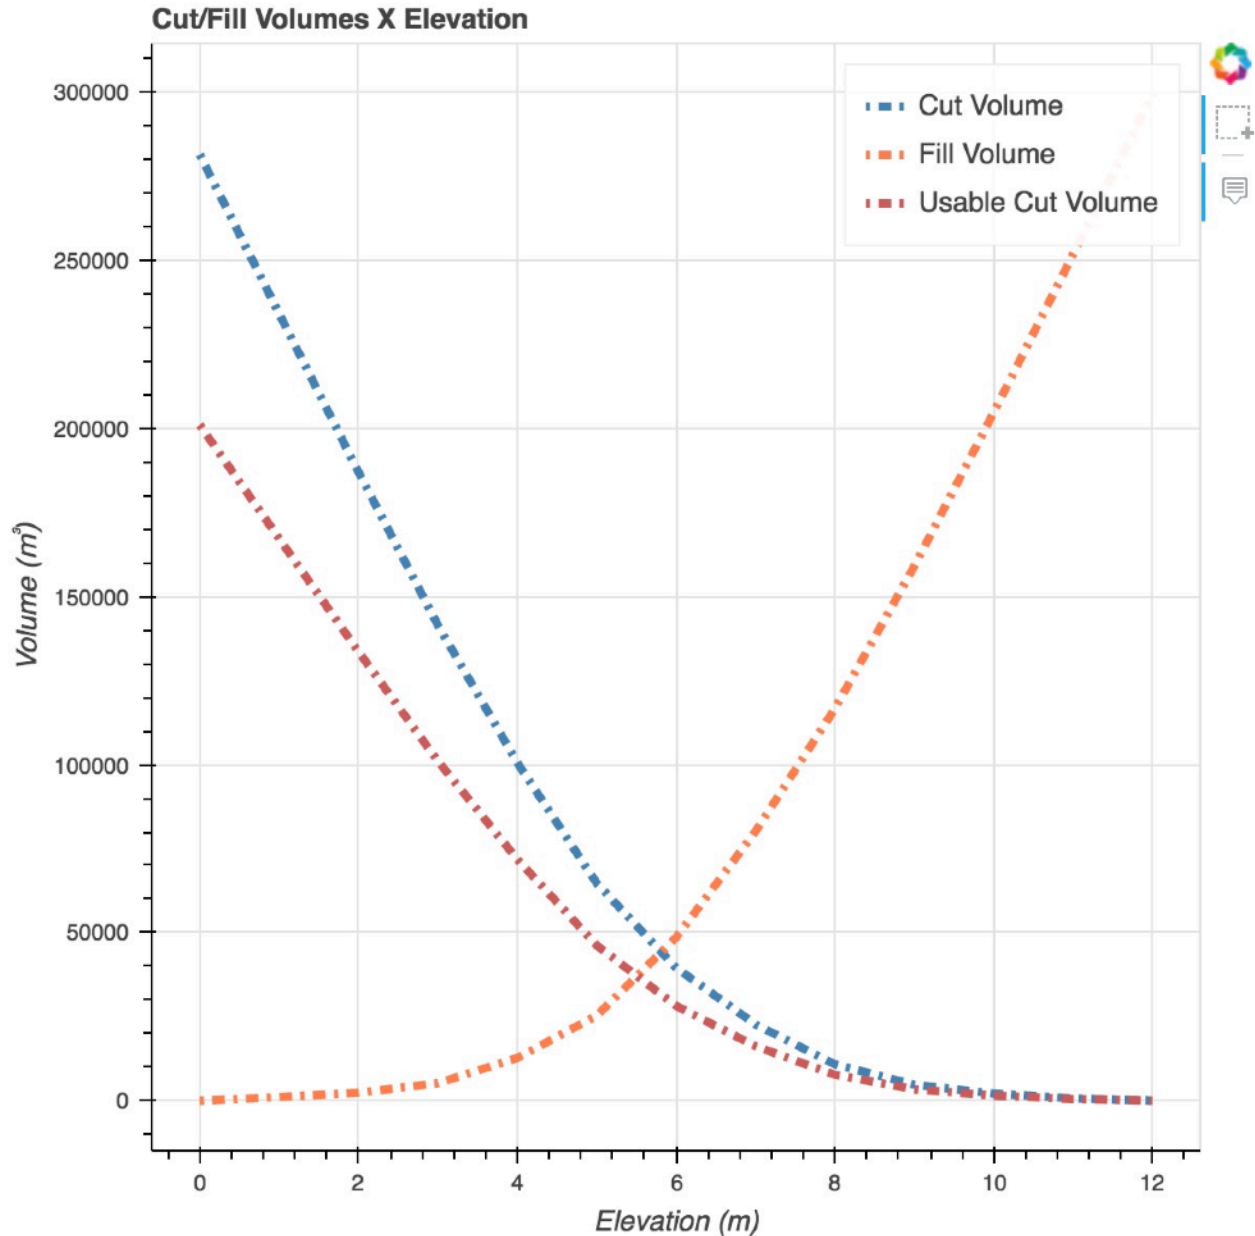 Cut/Fill Volumes X Elevation
300000
250000
200000
150000
100000
50000
0
Volume (m³)
Cut Volume
Fill Volume
Usable Cut Volume
0 2 4 6 8 10 12
Elevation (m)